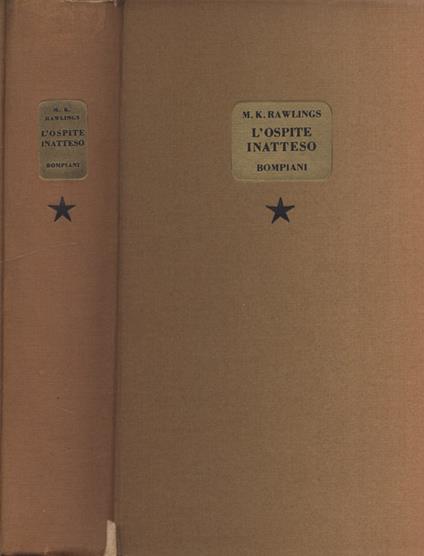 M. K.
RAWLINGS
L'OSPITE
INATTESO
BOMPIANI
M. K. RAWLINGS
L'OSPITE
INATTESO
BOMPIANI